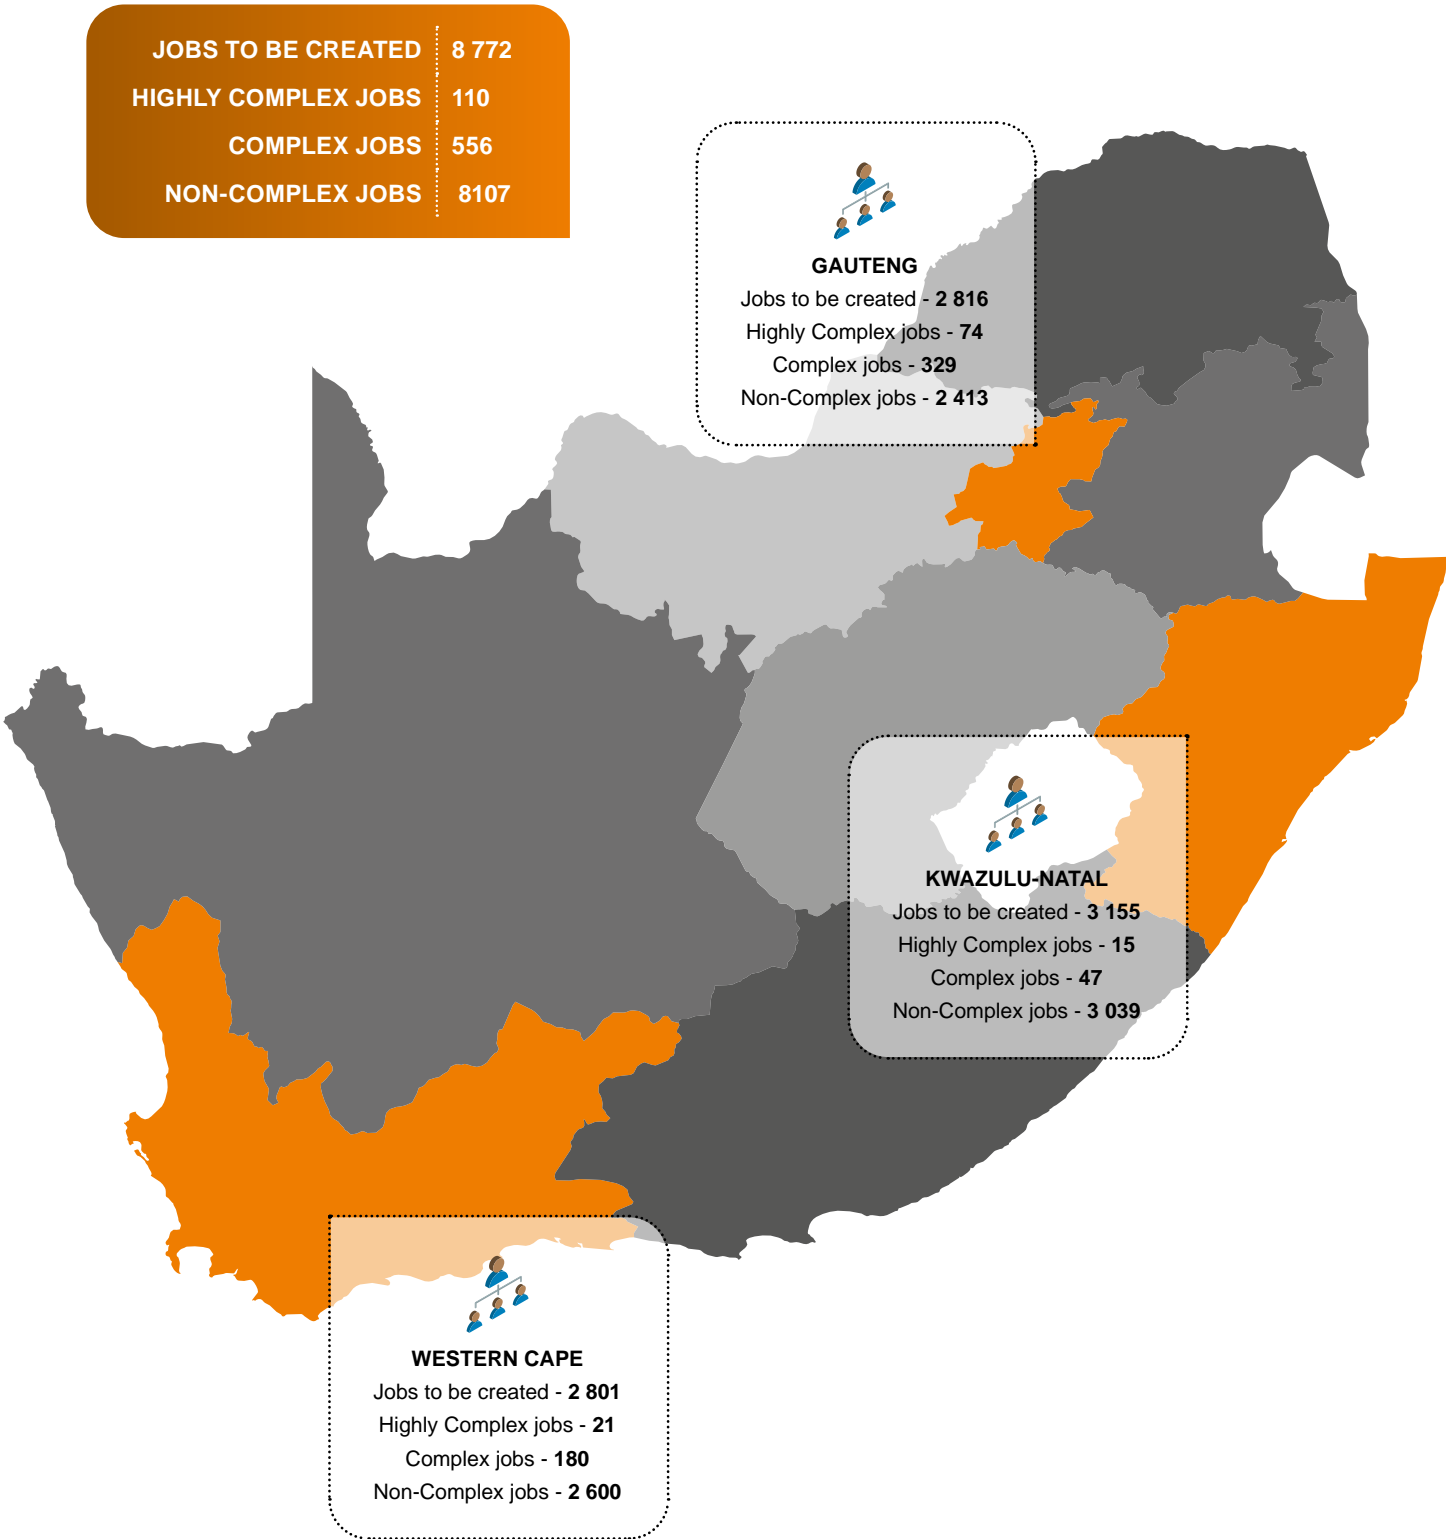 JOBS TO BE CREATED 8 772
HIGHLY COMPLEX JOBS 110
COMPLEX JOBS 556
NON-COMPLEX JOBS 8107
GAUTENG
Jobs to be created - 2 816
Highly Complex jobs - 74
Complex jobs - 329
Non-Complex jobs - 2 413
KWAZULU-NATAL
Jobs to be created - 3 155
Highly Complex jobs - 15
Complex jobs - 47
Non-Complex jobs - 3 039
WESTERN CAPE
Jobs to be created - 2 801
Highly Complex jobs - 21
Complex jobs - 180
Non-Complex jobs - 2 600